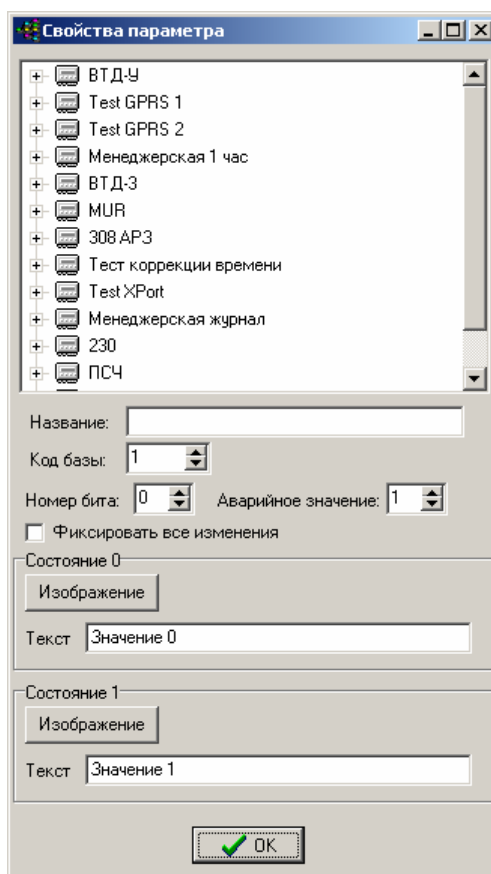 Свойства параметра
ВТД-У
Test GPRS 1
Test GPRS 2
Менеджерская 1 час
ВТД-3
MUR
308 АРЗ
Тест коррекции времени
Test XPort
Менеджерская журнал
230
ПСЧ
Название:
Код базы: 1
Номер бита: 0 Аварийное значение: 1
Фиксировать все изменения
Состояние 0
Изображение
Текст Значение 0
Состояние 1
Изображение
Текст Значение 1
OK